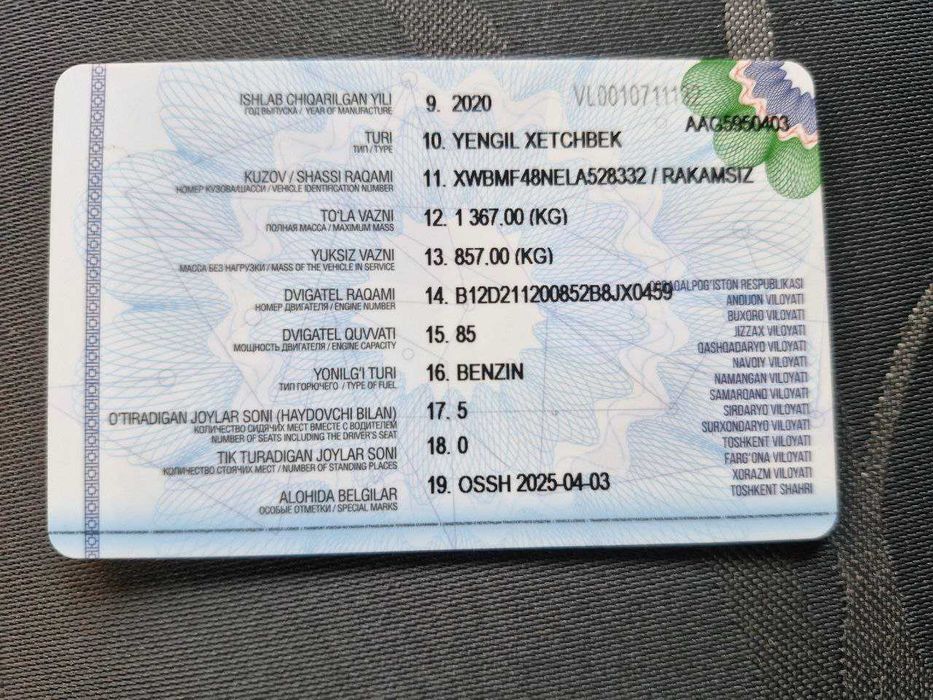 ISHLAB CHIQARILGAN YILI
ГОД ВЫПУСКА / YEAR OF MANUFACTURE
9. 2020
AAG5950403
TURI
ТИП / TYPE
10. YENGIL XETCHBEK
KUZOV / SHASSI RAQAMI
НОМЕР КУЗОВА/ШАССИ / VEHICLE IDENTIFICATION NUMBER
11. XWBMF48NELA528332 / RAKAMSIZ
TO'LA VAZNI
ПОЛНАЯ МАССА / MAXIMUM MASS
12. 1 367.00 (KG)
YUKSIZ VAZNI
МАССА БЕЗ НАГРУЗКИ / MASS OF THE VEHICLE IN SERVICE
13. 857.00 (KG)
DVIGATEL RAQAMI
НОМЕР ДВИГАТЕЛЯ / ENGINE NUMBER
14. B12D211200852B8JX0459
DVIGATEL QUVVATI
МОЩНОСТЬ ДВИГАТЕЛЯ / ENGINE CAPACITY
15. 85
YONILG'I TURI
ТИП ГОРЮЧЕГО / TYPE OF FUEL
16. BENZIN
O'TIRADIGAN JOYLAR SONI (HAYDOVCHI BILAN)
КОЛИЧЕСТВО СИДЯЧИХ МЕСТ ВМЕСТЕ С ВОДИТЕЛЕМ
NUMBER OF SEATS INCLUDING THE DRIVER'S SEAT
17. 5
TIK TURADIGAN JOYLAR SONI
КОЛИЧЕСТВО СТОЯЧИХ МЕСТ / NUMBER OF STANDING PLACES
18. 0
ALOHIDA BELGILAR
ОСОБЫЕ ОТМЕТКИ / SPECIAL MARKS
19. OSSH 2025-04-03
RESPUBLIKASI
ANDIJON VILOYATI
BUXORO VILOYATI
JIZZAX VILOYATI
QASHQADARYO VILOYATI
NAVOIY VILOYATI
NAMANGAN VILOYATI
SAMARQAND VILOYATI
SIRDARYO VILOYATI
SURXONDARYO VILOYATI
TOSHKENT VILOYATI
FARG'ONA VILOYATI
XORAZM VILOYATI
TOSHKENT SHAHRI